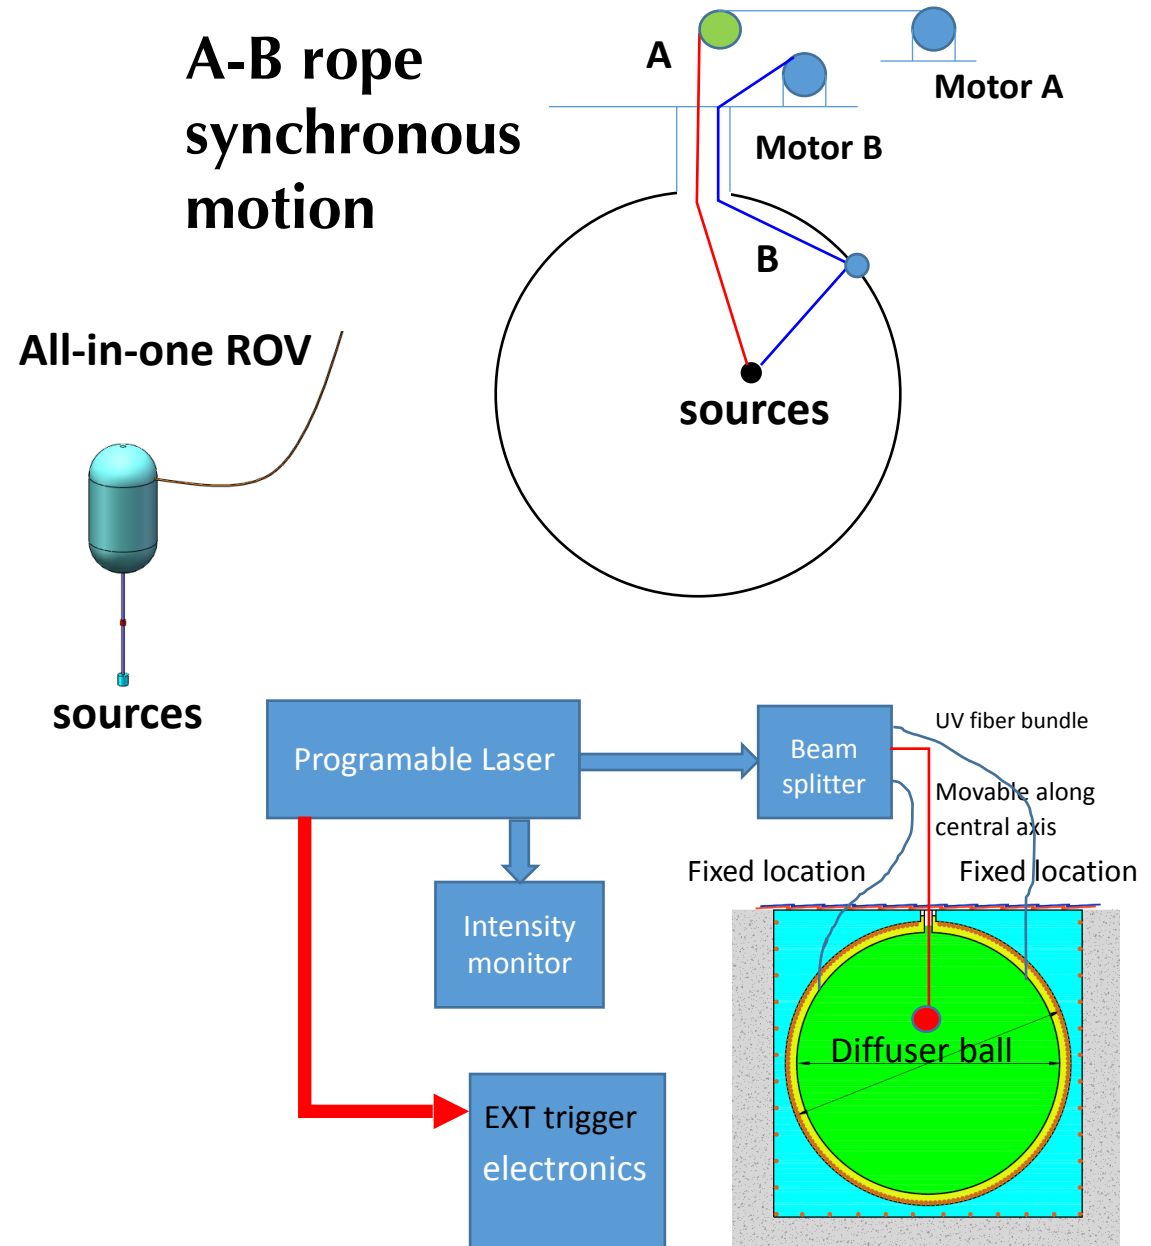 A-B rope
synchronous
motion
A
Motor A
Motor B
B
sources
All-in-one ROV
sources
Programable Laser
Beam
splitter
UV fiber bundle
Movable along
central axis
Fixed location
Fixed location
Intensity
monitor
Diffuser ball
EXT trigger
electronics